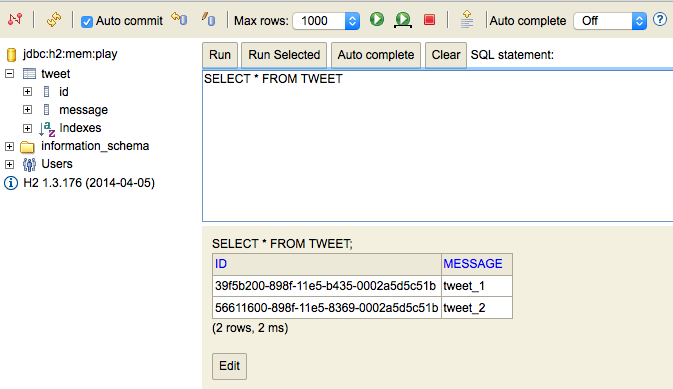 Auto commit Max rows: 1000 Auto complete Off
jdbc:h2:mem:play
tweet
id
message
Indexes
information_schema
Users
H2 1.3.176 (2014-04-05)
Run Run Selected Auto complete Clear SQL statement:
SELECT * FROM TWEET
SELECT * FROM TWEET;
ID MESSAGE
39f5b200-898f-11e5-b435-0002a5d5c51b tweet_1
56611600-898f-11e5-8369-0002a5d5c51b tweet_2
(2 rows, 2 ms)
Edit